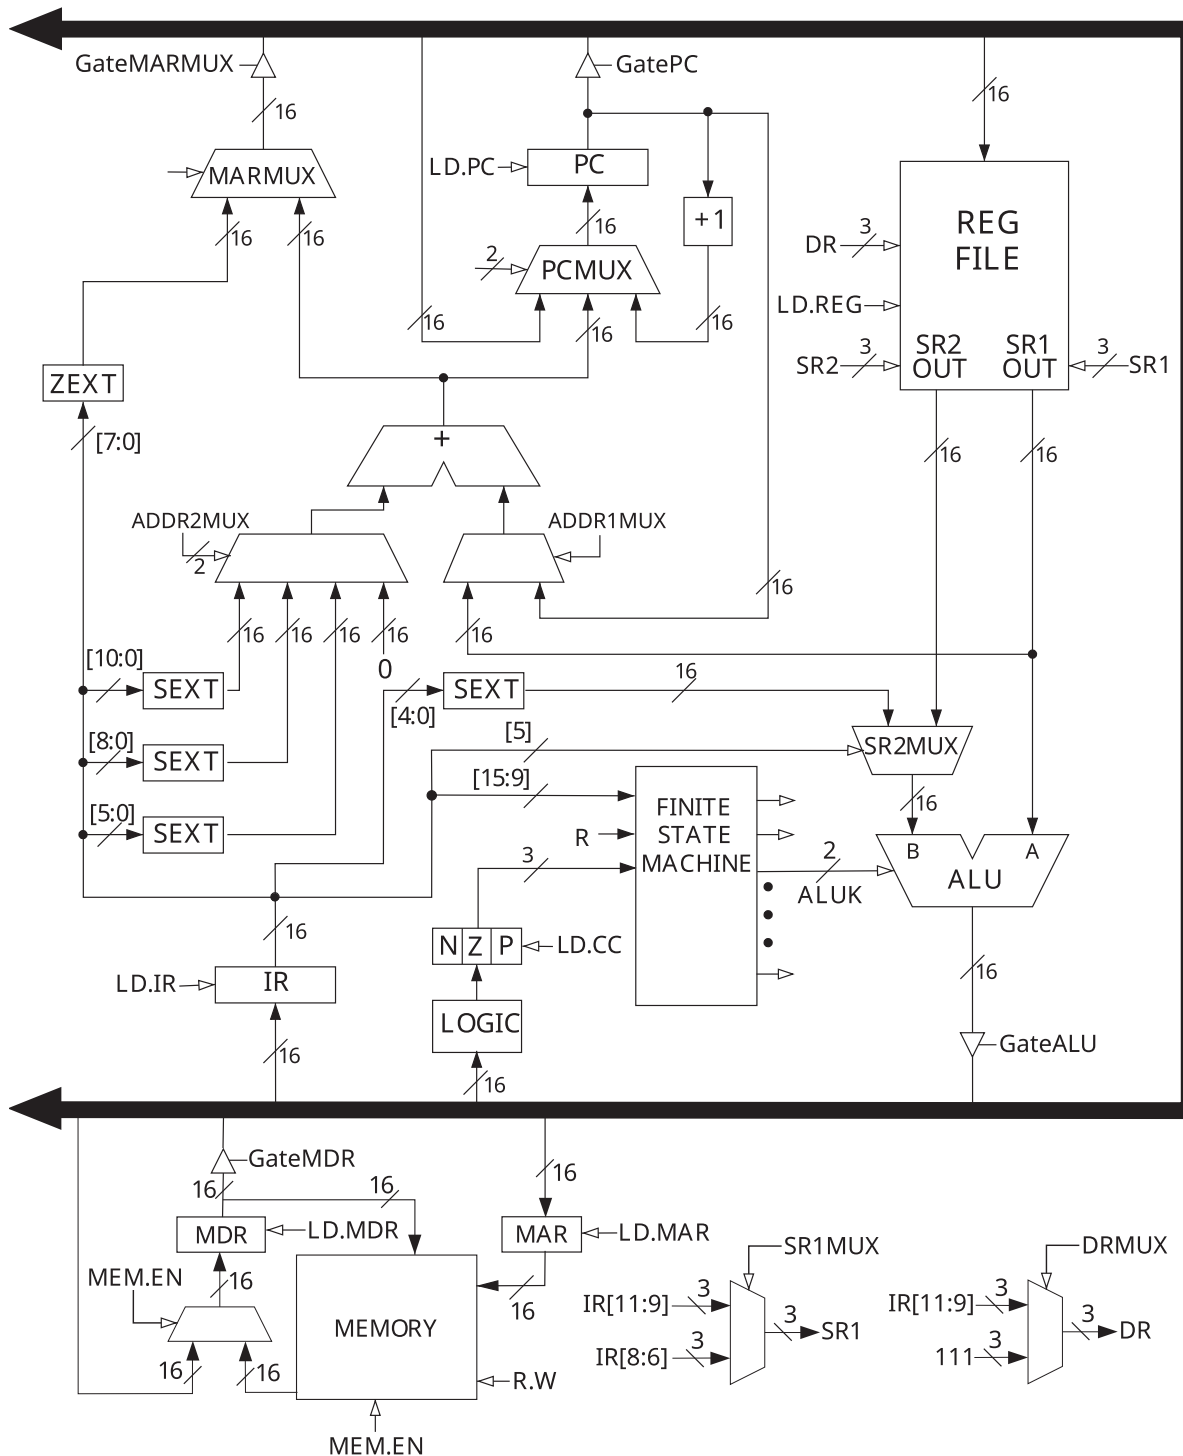 GateMARMUX
GatePC
16
16
MARMUX
LD.PC
PC
+1
REG
FILE
16
16
16
2
PCMUX
DR
3
LD.REG
16
16
16
SR2
3
SR2
OUT
SR1
OUT
3
SR1
ZEXT
[7:0]
+
16
16
ADDR2MUX
2
ADDR1MUX
16
16
16
16
16
16
0
[10:0]
SEXT
[4:0]
SEXT
16
[8:0]
SEXT
[5]
SR2MUX
[15:9]
16
[5:0]
SEXT
R
3
FINITE
STATE
MACHINE
2
ALUK
B
A
ALU
16
N Z P
LD.CC
LD.IR
IR
LOGIC
16
16
16
GateALU
GateMDR
16
16
16
MDR
LD.MDR
MAR
LD.MAR
MEM.EN
16
16
16
16
MEMORY
R.W
MEM.EN
SR1MUX
IR[11:9]
3
IR[8:6]
3
3
SR1
DRMUX
IR[11:9]
3
111
3
3
DR